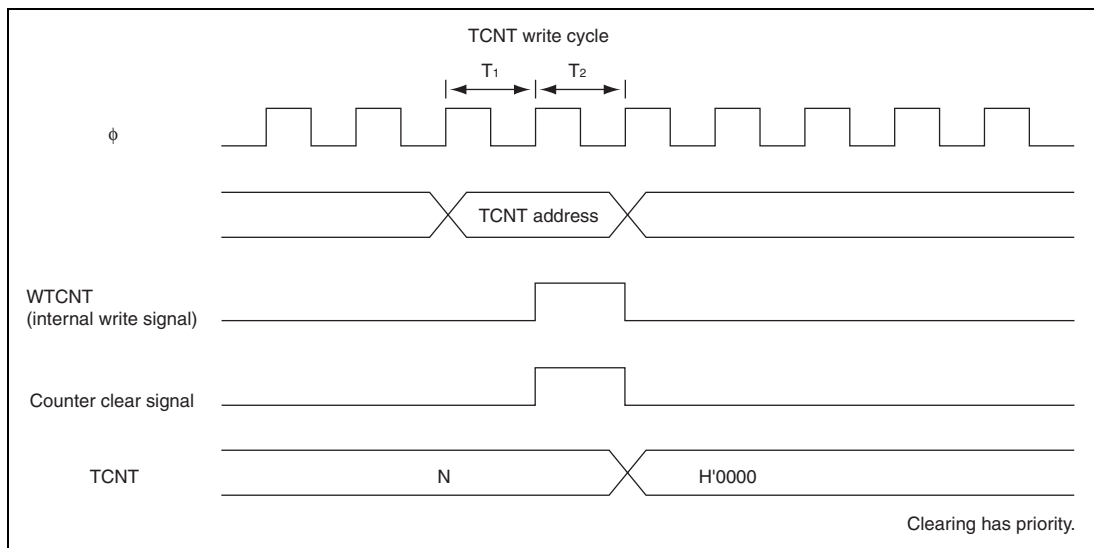 TCNT write cycle
T1 T2
ϕ
TCNT address
WTCNT
(internal write signal)
Counter clear signal
TCNT N H'0000
Clearing has priority.